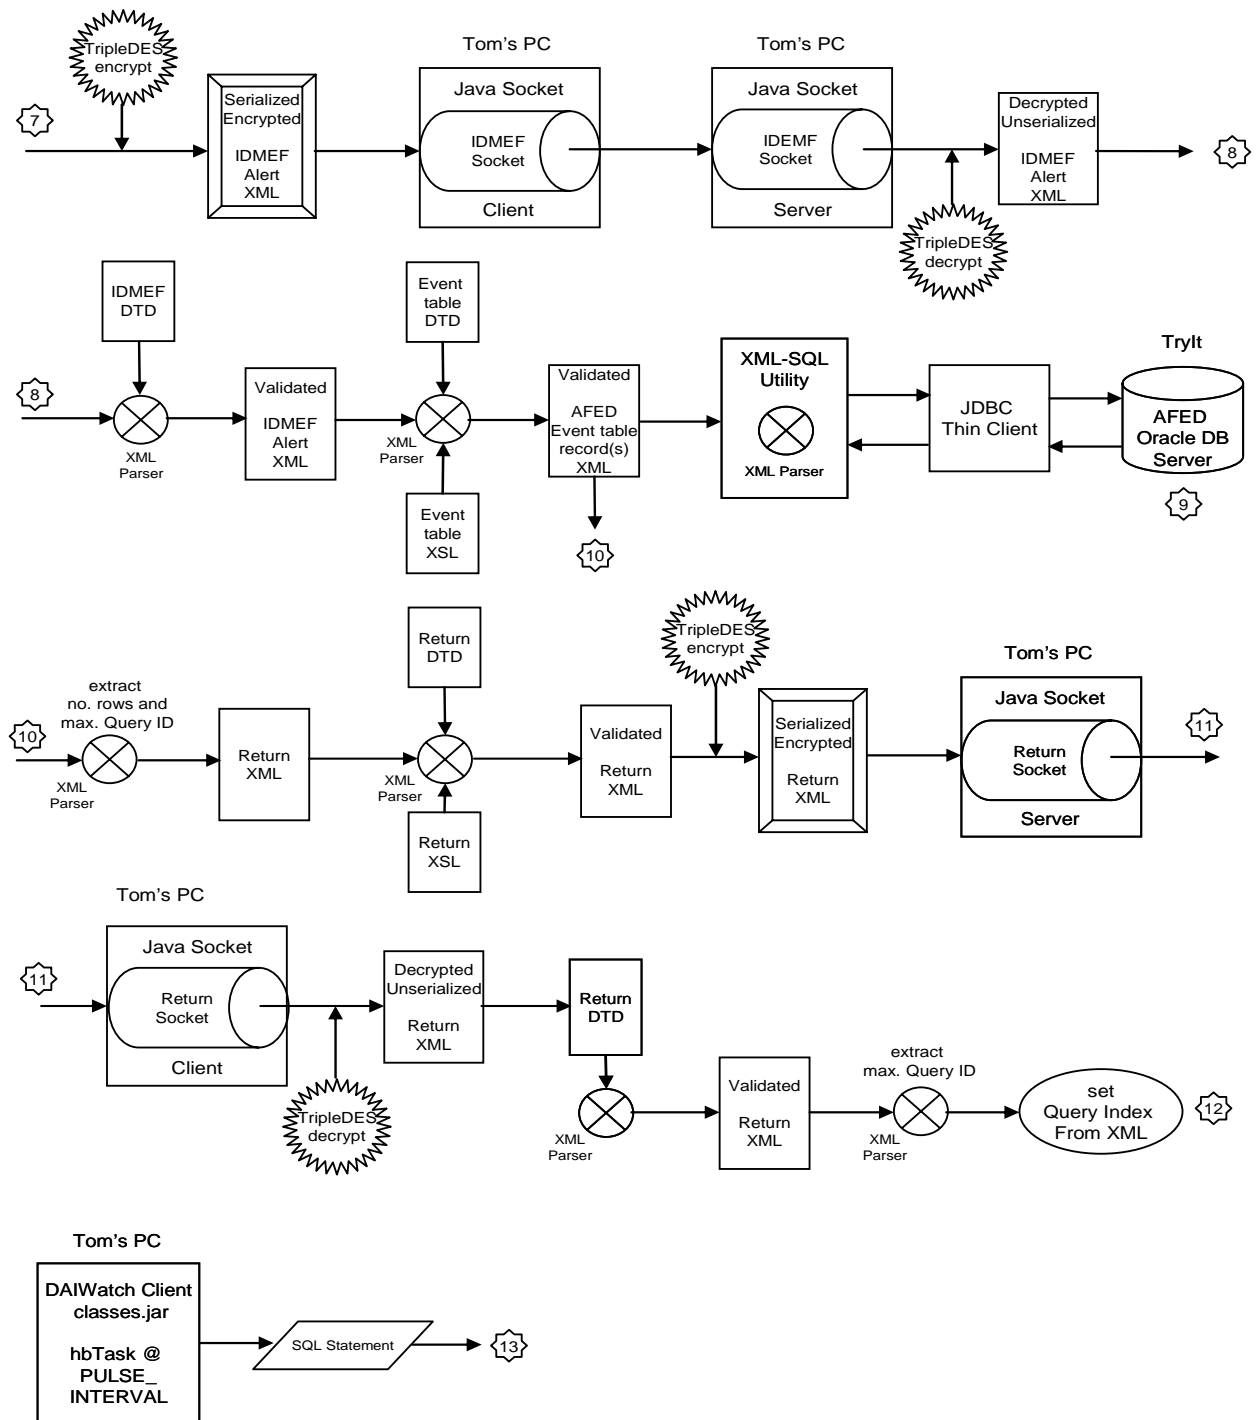 TripleDES
encrypt
Tom's PC
Tom's PC
7
Serialized
Encrypted
IDMEF
Alert
XML
Java Socket
IDMEF
Socket
Client
Java Socket
IDEMF
Socket
Server
TripleDES
decrypt
Decrypted
Unserialized
IDMEF
Alert
XML
8
IDMEF
DTD
Event
table
DTD
8
XML
Parser
Validated
IDMEF
Alert
XML
XML
Parser
Event
table
XSL
Validated
AFED
Event table
record(s)
XML
10
XML-SQL
Utility
XML Parser
JDBC
Thin Client
TryIt
AFED
Oracle DB
Server
9
extract
no. rows and
max. Query ID
10
XML
Parser
Return
XML
Return
DTD
XML
Parser
Return
XSL
Validated
Return
XML
TripleDES
encrypt
Serialized
Encrypted
Return
XML
Tom's PC
Java Socket
Return
Socket
Server
11
Tom's PC
11
Java Socket
Return
Socket
Client
TripleDES
decrypt
Decrypted
Unserialized
Return
XML
Return
DTD
XML
Parser
Validated
Return
XML
extract
max. Query ID
XML
Parser
set
Query Index
From XML
12
Tom's PC
DAIWatch Client
classes.jar
hbTask @
PULSE_
INTERVAL
SQL Statement
13